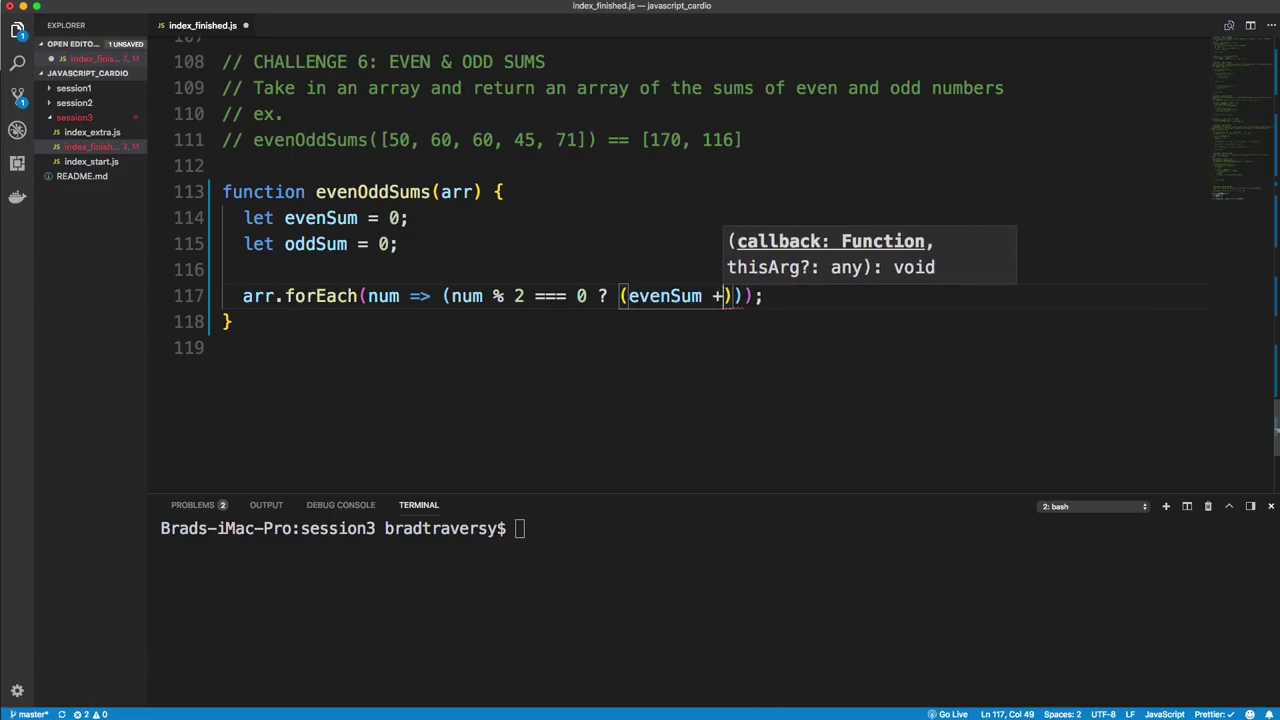 index_finished.js — javascript_cardio
EXPLORER
index_finished.js
OPEN EDITO... 1 UNSAVED
index_finis... 3, M
JAVASCRIPT_CARDIO
session1
session2
session3
JS index_extra.js
JS index_finish... 3, M
JS index_start.js
README.md
107
108 // CHALLENGE 6: EVEN & ODD SUMS
109 // Take in an array and return an array of the sums of even and odd numbers
110 // ex.
111 // evenOddSums([50, 60, 60, 45, 71]) == [170, 116]
112
113 function evenOddSums(arr) {
114 let evenSum = 0;
115 let oddSum = 0;
(callback: Function,
thisArg?: any): void
116
117 arr.forEach(num => (num % 2 === 0 ? (evenSum +)));
118 }
119
PROBLEMS 2 OUTPUT DEBUG CONSOLE TERMINAL 2: bash
Brads-iMac-Pro:session3 bradtraversy$
master* 2 0 Go Live Ln 117, Col 49 Spaces: 2 UTF-8 LF JavaScript Prettier: ✓